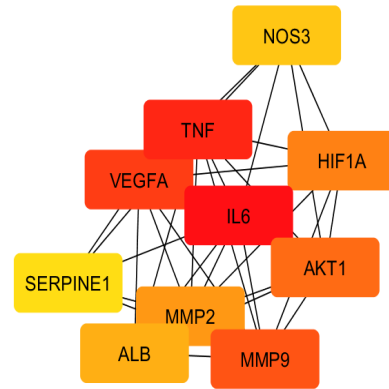 NOS3
TNF
HIF1A
VEGFA
IL6
AKT1
SERPINE1
MMP2
ALB
MMP9